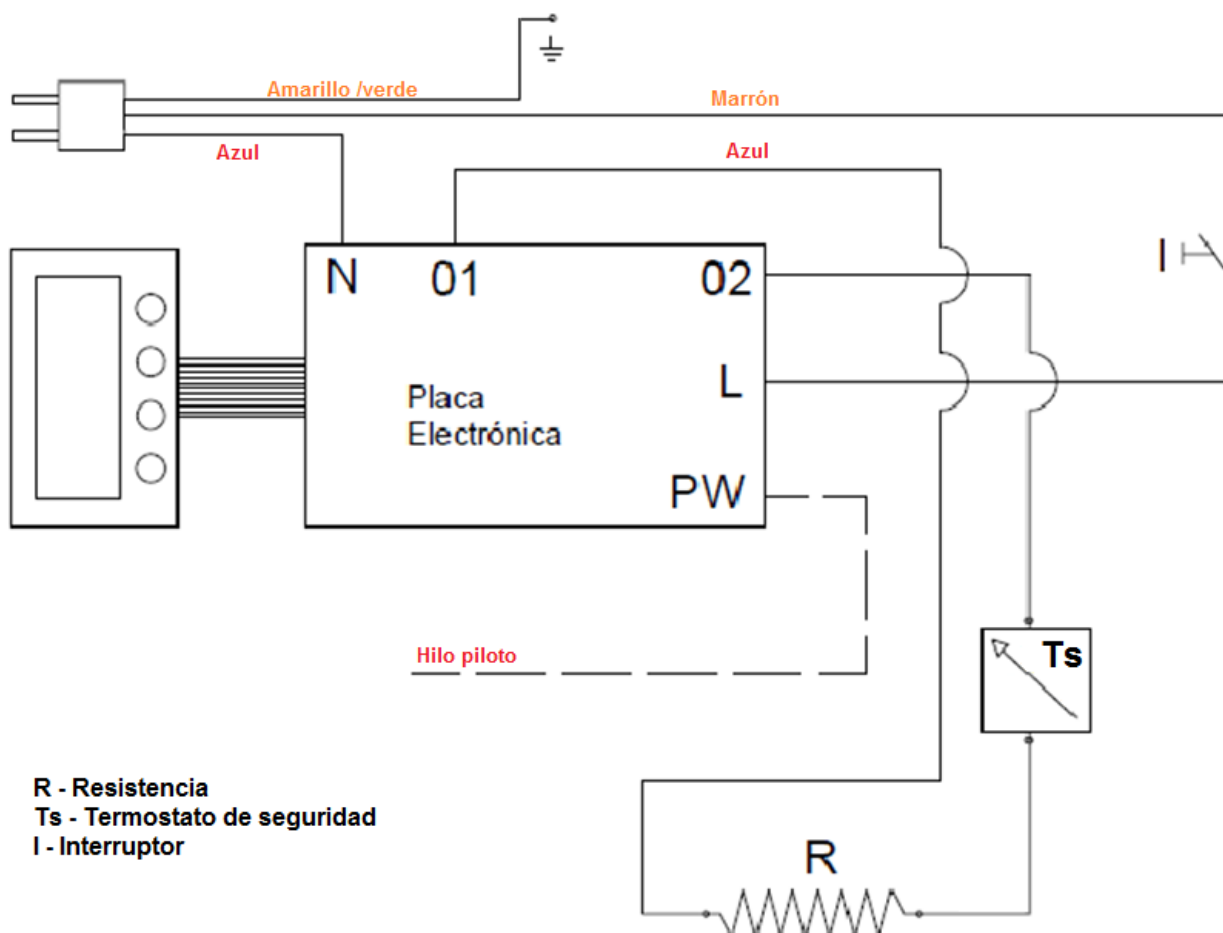 Amarillo /verde
Marrón
Azul
Azul
I
N
01
02
L
Placa
Electrónica
PW
Hilo piloto
Ts
R - Resistencia
Ts - Termostato de seguridad
I - Interruptor
R